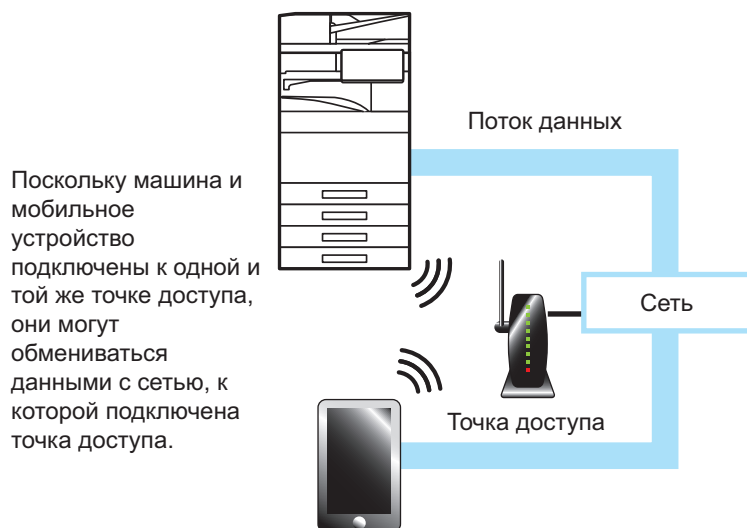 Поток данных
Поскольку машина и
мобильное
устройство
подключены к одной и
той же точке доступа,
они могут
обмениваться
данными с сетью, к
которой подключена
точка доступа.
Сеть
Точка доступа